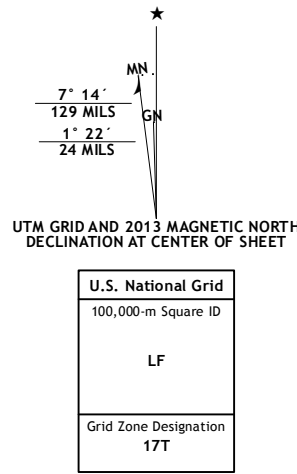 ★
MN
7° 14´
129 MILS
GN
1° 22´
24 MILS
UTM GRID AND 2013 MAGNETIC NORTH
DECLINATION AT CENTER OF SHEET
U.S. National Grid
100,000-m Square ID
LF
Grid Zone Designation
17T